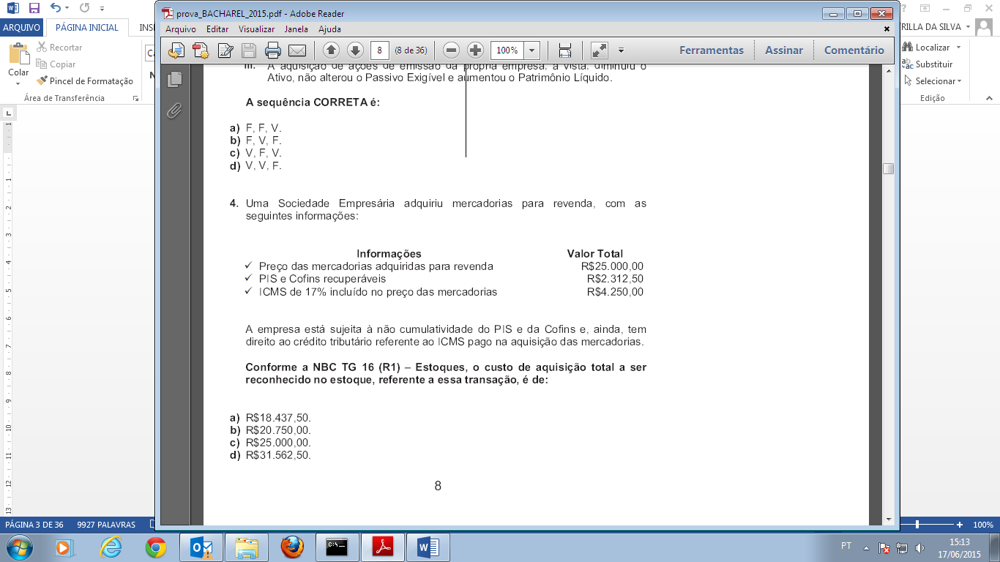 prova_BACHAREL_2015.pdf - Adobe Reader
ARQUIVO PÁGINA INICIAL
RILLA DA SILVA
Arquivo Editar Visualizar Janela Ajuda
Recortar
Copiar
Pincel de Formatação
Colar
Área de Transferência
8 (8 de 36) 100%
Ferramentas Assinar Comentário
Localizar
Substituir
Selecionar
Edição
III. A aquisição de ações de emissão da própria empresa, à vista, diminuiu o
Ativo, não alterou o Passivo Exigível e aumentou o Patrimônio Líquido.
A sequência CORRETA é:
a) F, F, V.
b) F, V, F.
c) V, F, V.
d) V, V, F.
4. Uma Sociedade Empresária adquiriu mercadorias para revenda, com as
seguintes informações:
Informações Valor Total
Preço das mercadorias adquiridas para revenda R$25.000,00
PIS e Cofins recuperáveis R$2.312,50
ICMS de 17% incluído no preço das mercadorias R$4.250,00
A empresa está sujeita à não cumulatividade do PIS e da Cofins e, ainda, tem
direito ao crédito tributário referente ao ICMS pago na aquisição das mercadorias.
Conforme a NBC TG 16 (R1) – Estoques, o custo de aquisição total a ser
reconhecido no estoque, referente a essa transação, é de:
a) R$18.437,50.
b) R$20.750,00.
c) R$25.000,00.
d) R$31.562,50.
8
PÁGINA 3 DE 36 9927 PALAVRAS
100%
PT
15:13
17/06/2015